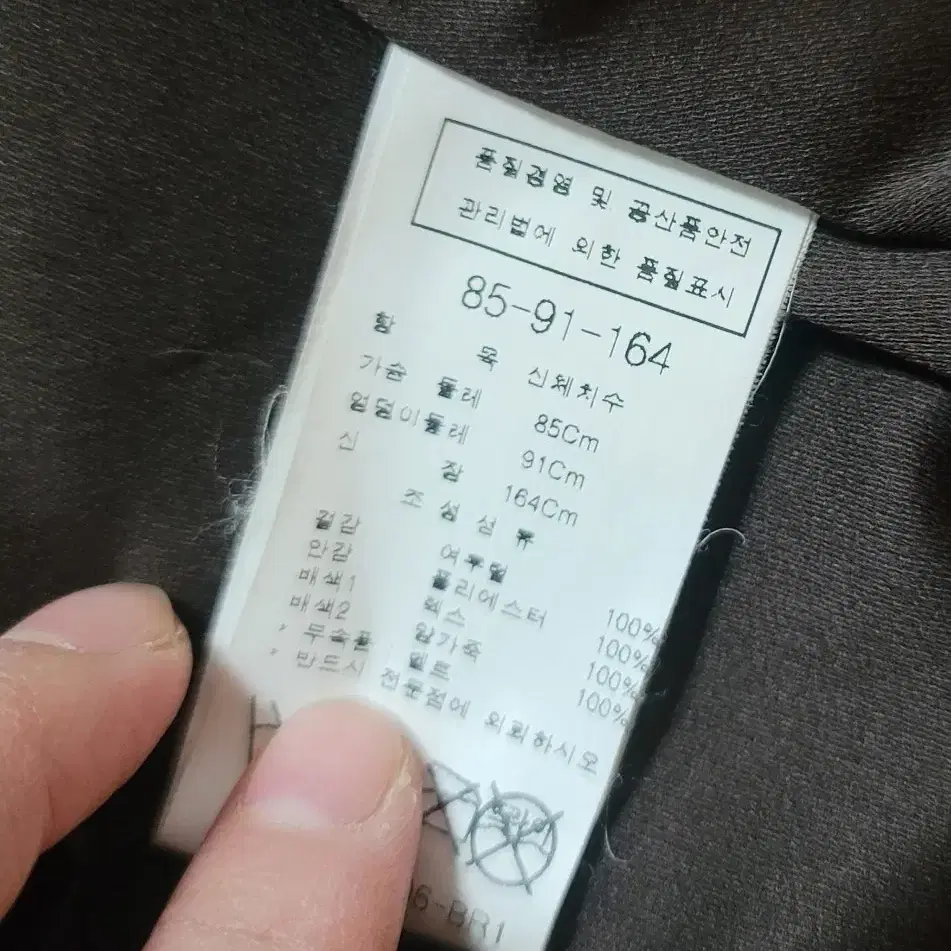 품질경영 및 공산품안전
관리법에 의한 품질표시
85-91-164
항 목 신체치수
가슴 둘레 85Cm
엉덩이둘레 91Cm
신 장 164Cm
조 성 섬 유
겉감 여우털 100%
안감 폴리에스터 100%
배색1 렉스 100%
배색2 양가죽 100%
, 부속품 벨트
, 반드시 전문점에 의뢰하시오
6-BR1